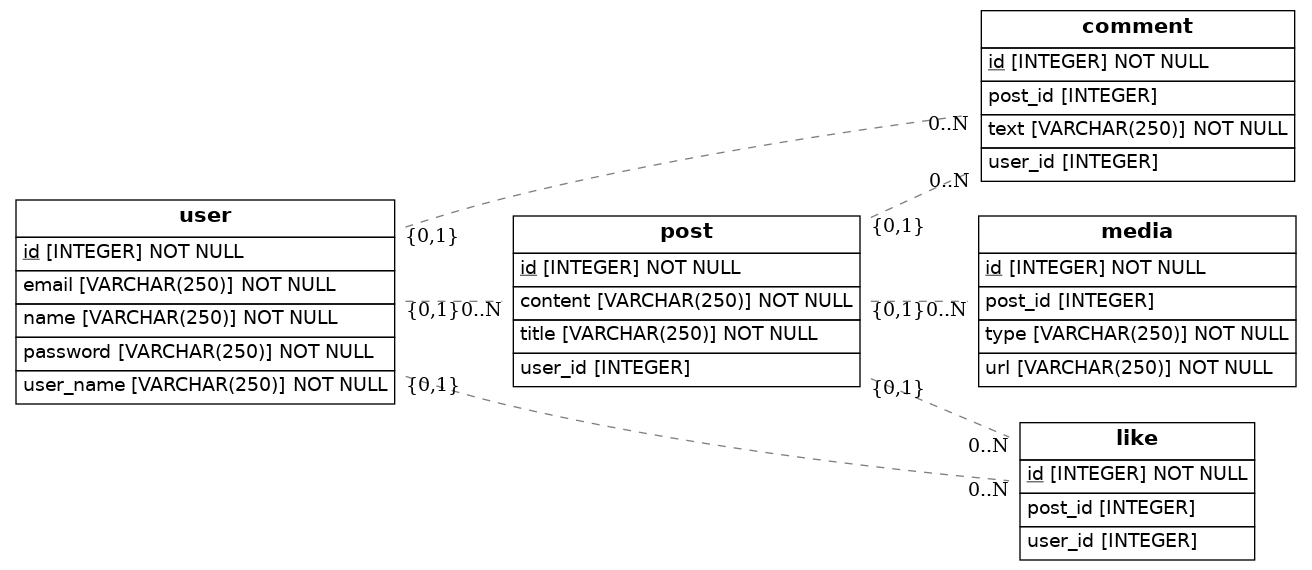 comment
id [INTEGER] NOT NULL
post_id [INTEGER]
text [VARCHAR(250)] NOT NULL
user_id [INTEGER]
0..N
0..N
user
id [INTEGER] NOT NULL
email [VARCHAR(250)] NOT NULL
name [VARCHAR(250)] NOT NULL
password [VARCHAR(250)] NOT NULL
user_name [VARCHAR(250)] NOT NULL
{0,1}
{0,1}0..N
{0,1}
post
id [INTEGER] NOT NULL
content [VARCHAR(250)] NOT NULL
title [VARCHAR(250)] NOT NULL
user_id [INTEGER]
{0,1}
{0,1}0..N
{0,1}
media
id [INTEGER] NOT NULL
post_id [INTEGER]
type [VARCHAR(250)] NOT NULL
url [VARCHAR(250)] NOT NULL
0..N
0..N
like
id [INTEGER] NOT NULL
post_id [INTEGER]
user_id [INTEGER]